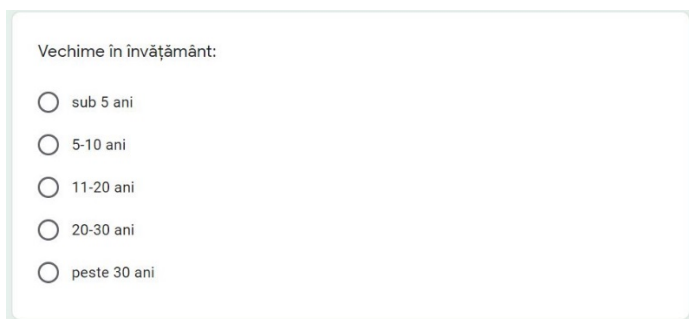 Vechime în învățământ:
sub 5 ani
5-10 ani
11-20 ani
20-30 ani
peste 30 ani